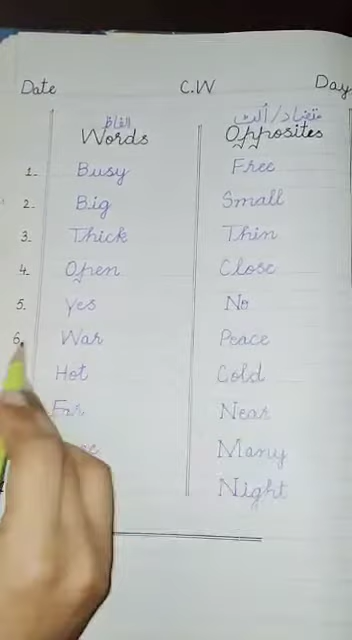 Date C.W Day
الفاظ متضاد/الٹ
Words Opposites
1. Busy Free
2. Big Small
3. Thick Thin
4. Open Close
5. Yes No
6. War Peace
Hot Cold
Far Near
Many
Night